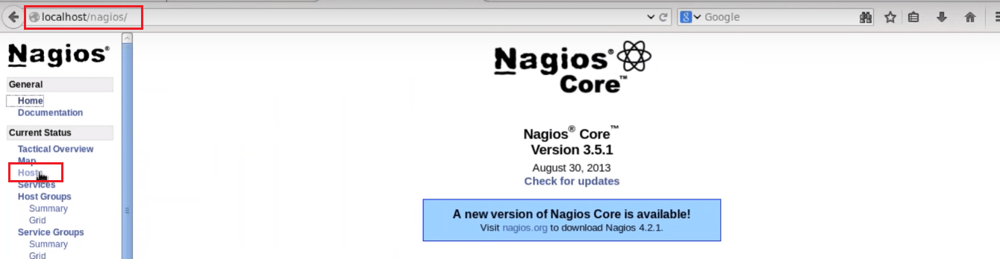 localhost/nagios/
Google
Nagios®
General
Home
Documentation
Current Status
Tactical Overview
Map
Hosts
Services
Host Groups
Summary
Grid
Service Groups
Summary
Grid
Nagios®
Core™
Nagios® Core™
Version 3.5.1
August 30, 2013
Check for updates
A new version of Nagios Core is available!
Visit nagios.org to download Nagios 4.2.1.